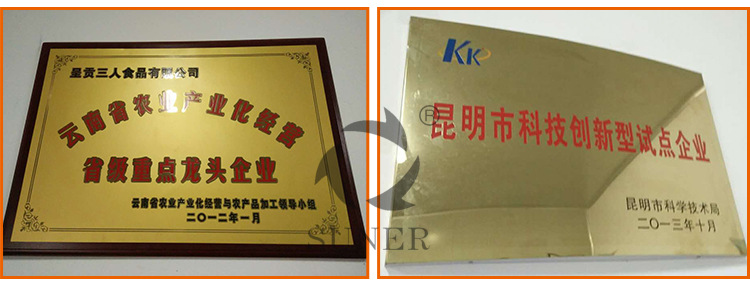 呈贡三人食品有限公司
云南省农业产业化经营
省级重点龙头企业
云南省农业产业化经营与农产品加工领导小组
二〇一二年一月
KK
昆明市科技创新型试点企业
昆明市科学技术局
二〇一三年十月
®
SUNER